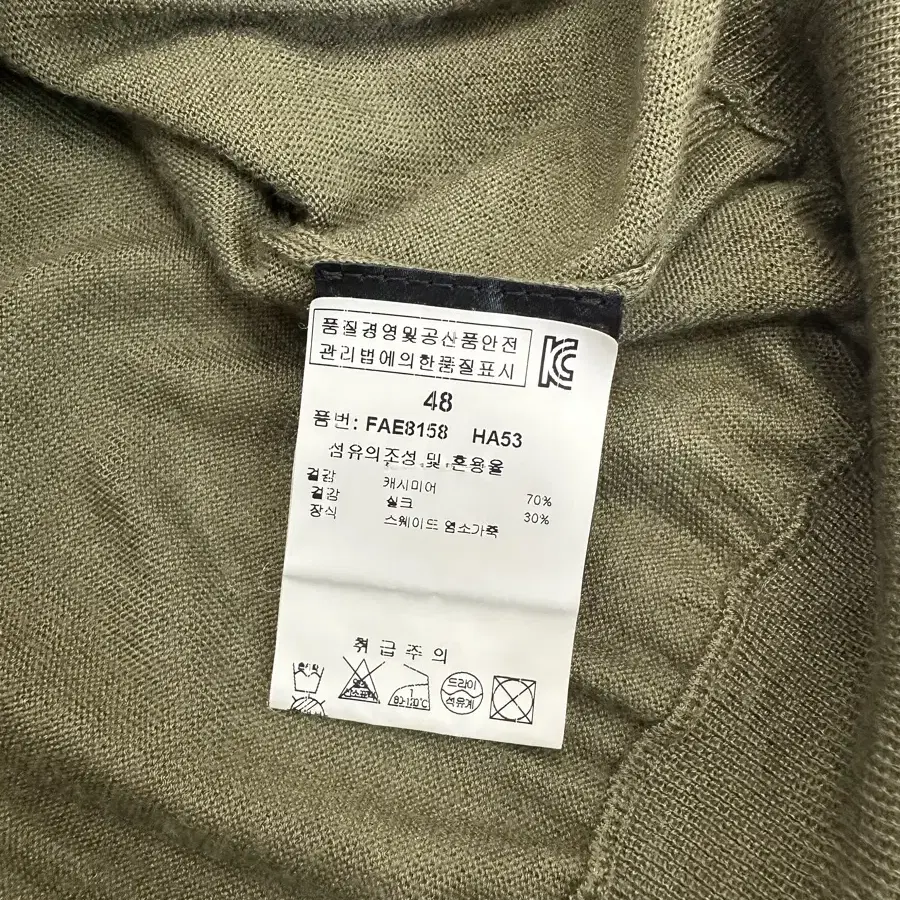 품질경영및공산품안전
관리법에의한품질표시
KC
48
품번: FAE8158 HA53
섬유의조성 및 혼용율
겉감 캐시미어 70%
겉감 실크 30%
장식 스웨이드 염소가죽
취급주의
드라이
석유계